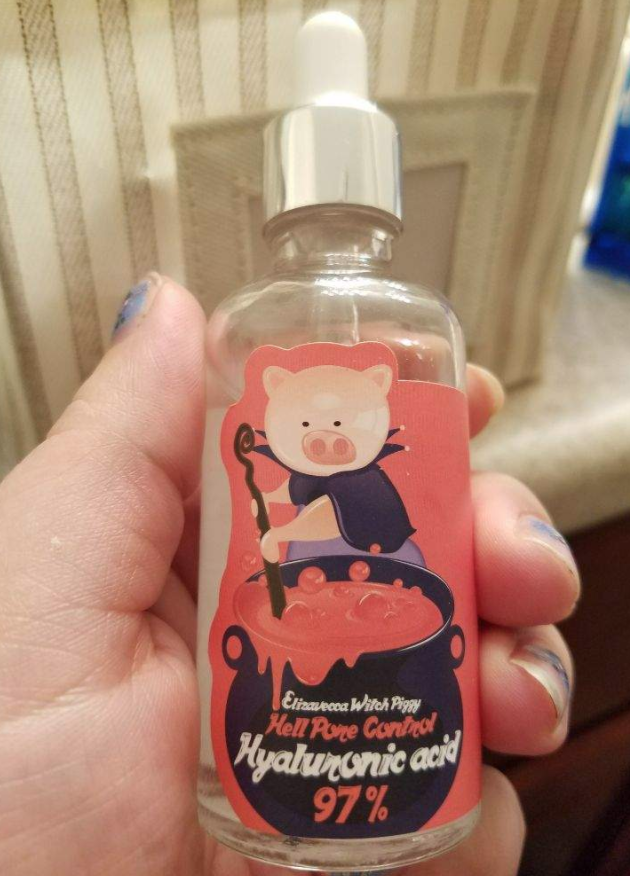 Elizavecca Witch Piggy
Hell Pore Control
Hyaluronic acid
97%